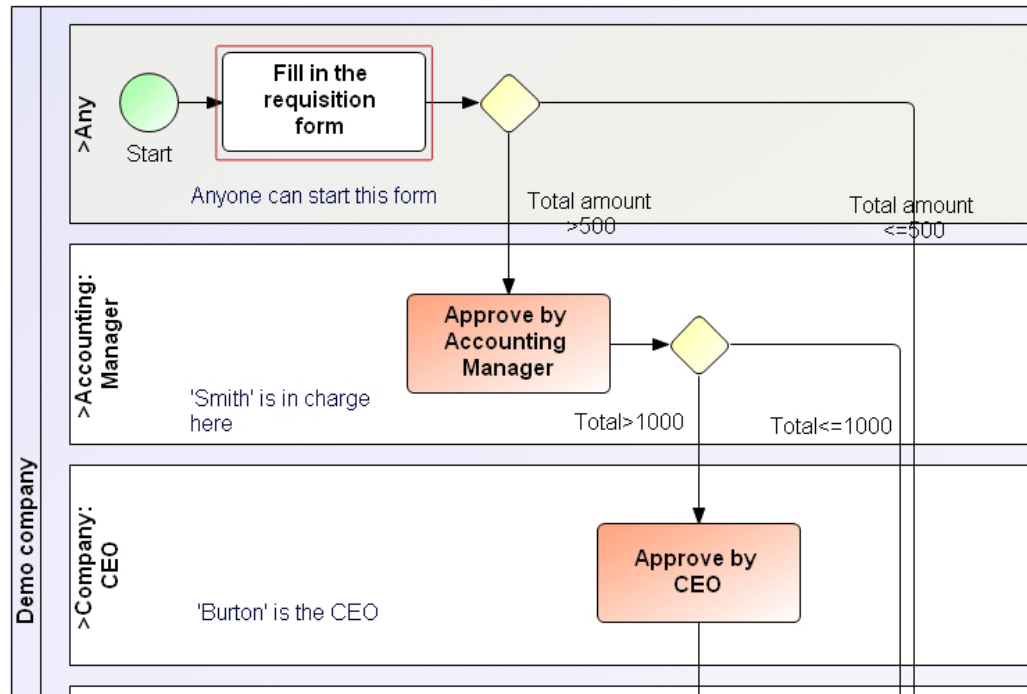 Demo company
>Any
Start
Fill in the
requisition
form
Anyone can start this form
Total amount
>500
Total amount
<=500
>Accounting:
Manager
Approve by
Accounting
Manager
'Smith' is in charge
here
Total>1000
Total<=1000
>Company:
CEO
Approve by
CEO
'Burton' is the CEO